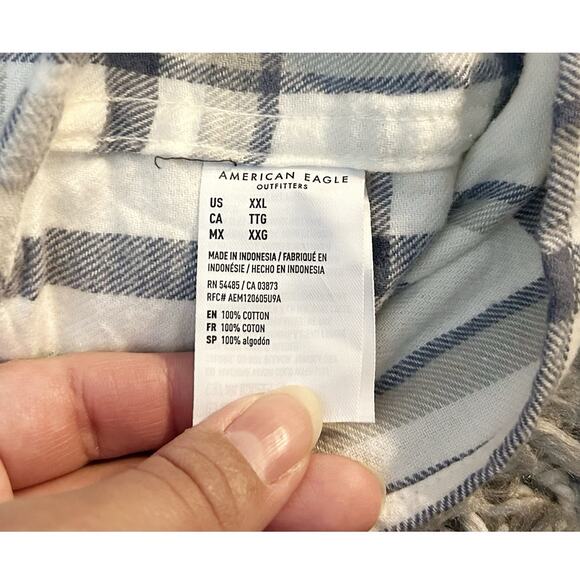 AMERICAN EAGLE
OUTFITTERS
US XXL
CA TTG
MX XXG
MADE IN INDONESIA / FABRIQUÉ EN
INDONÉSIE / HECHO EN INDONESIA
RN 54485 / CA 03873
RFC# AEM120605U9A
EN 100% COTTON
FR 100% COTON
SP 100% algodón